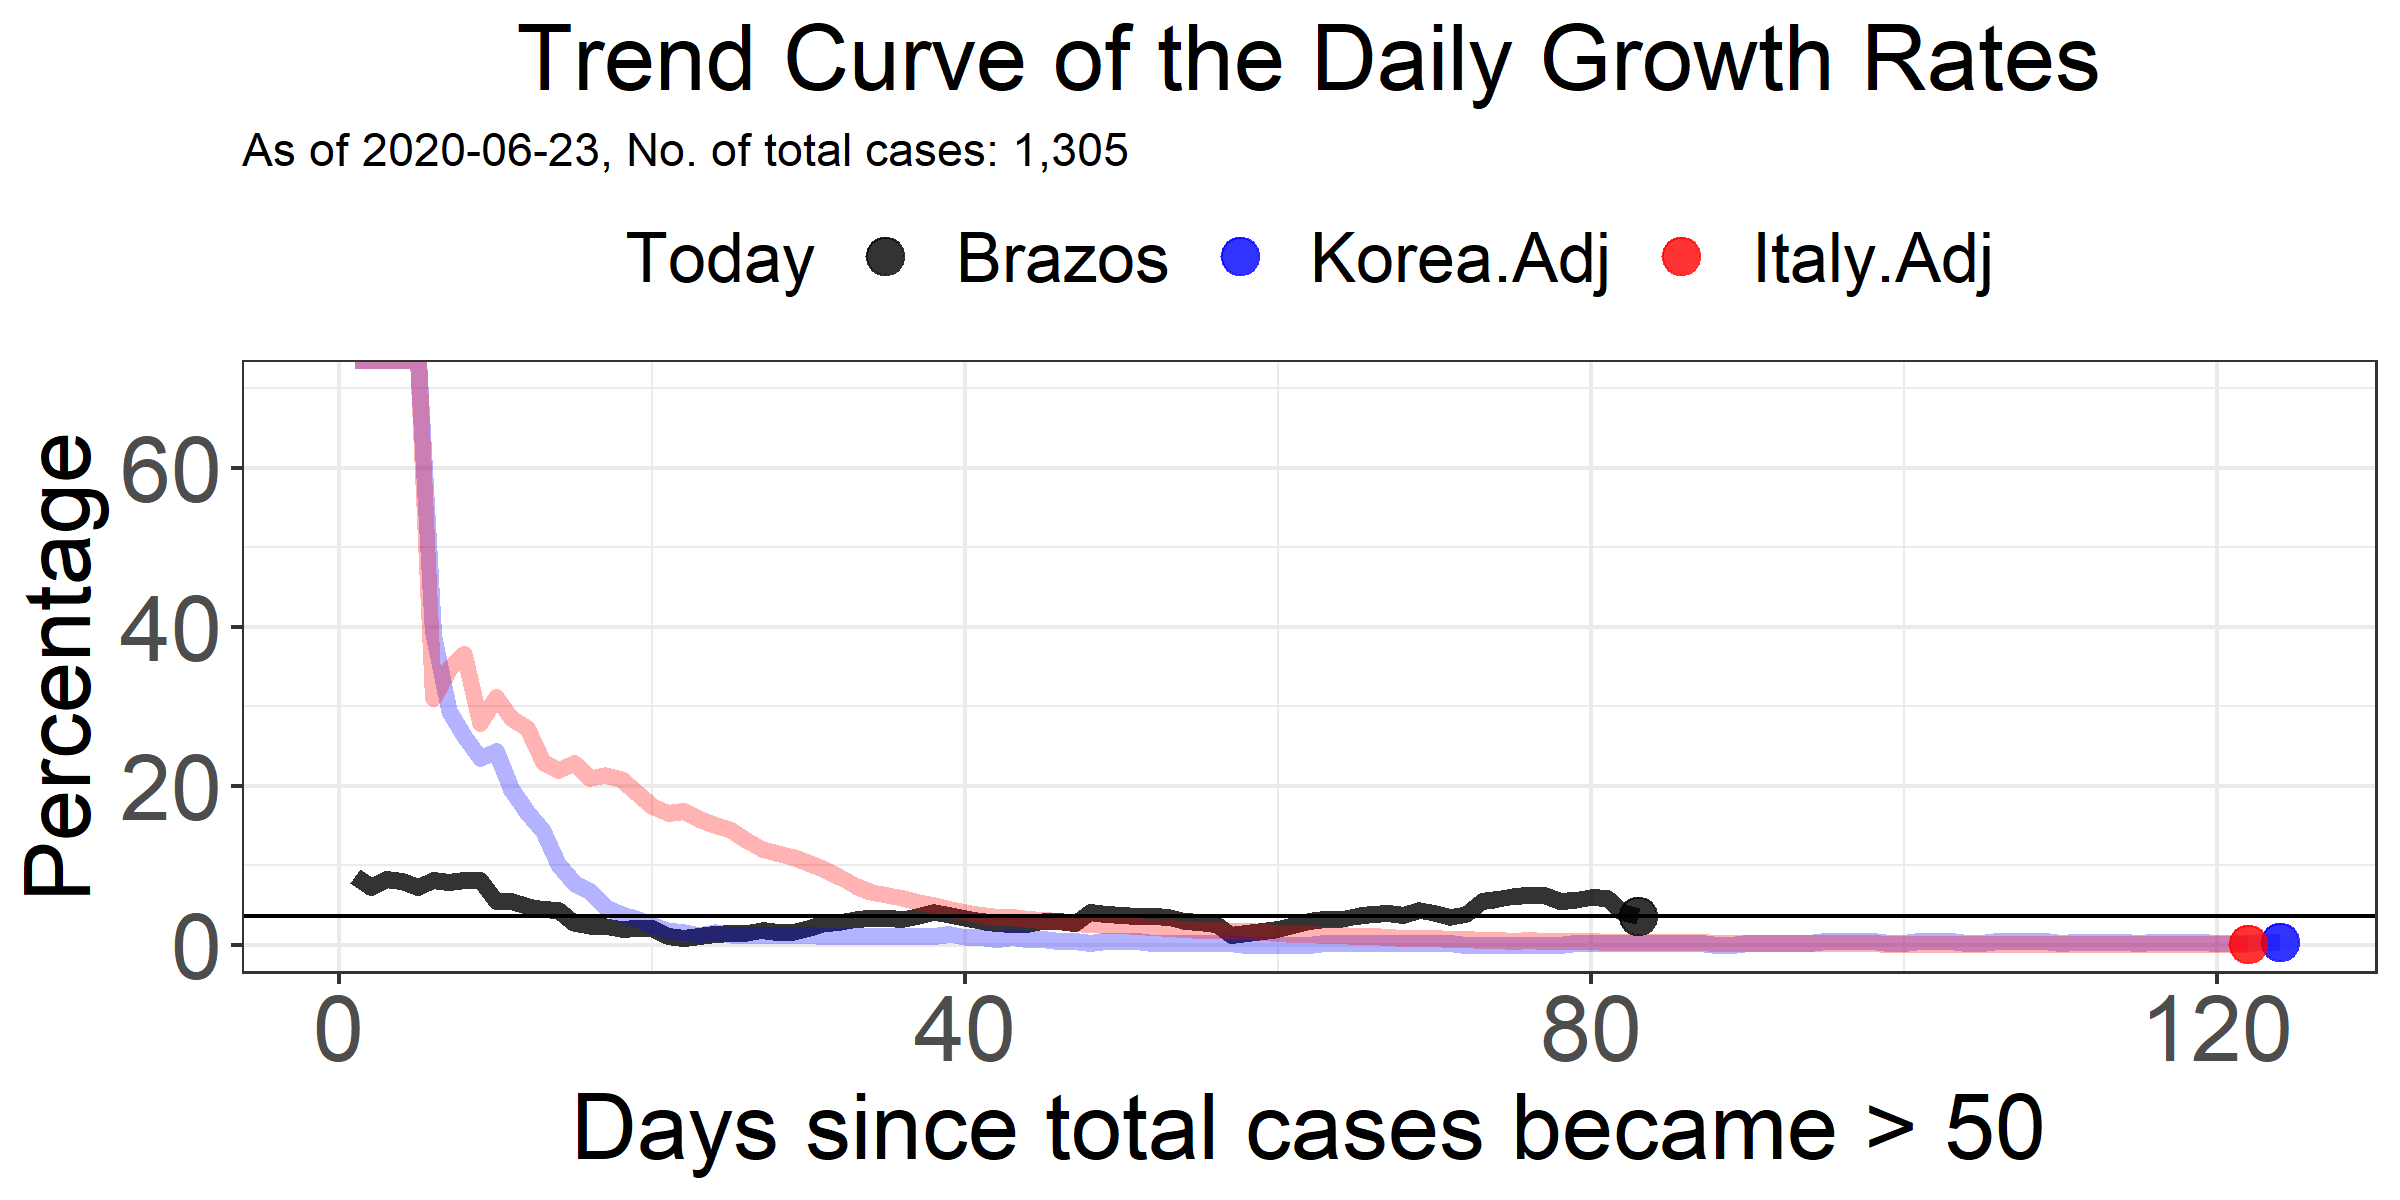 Trend Curve of the Daily Growth Rates
As of 2020-06-23, No. of total cases: 1,305
Today Brazos Korea.Adj Italy.Adj
Percentage
60
40
20
0
0 40 80 120
Days since total cases became > 50